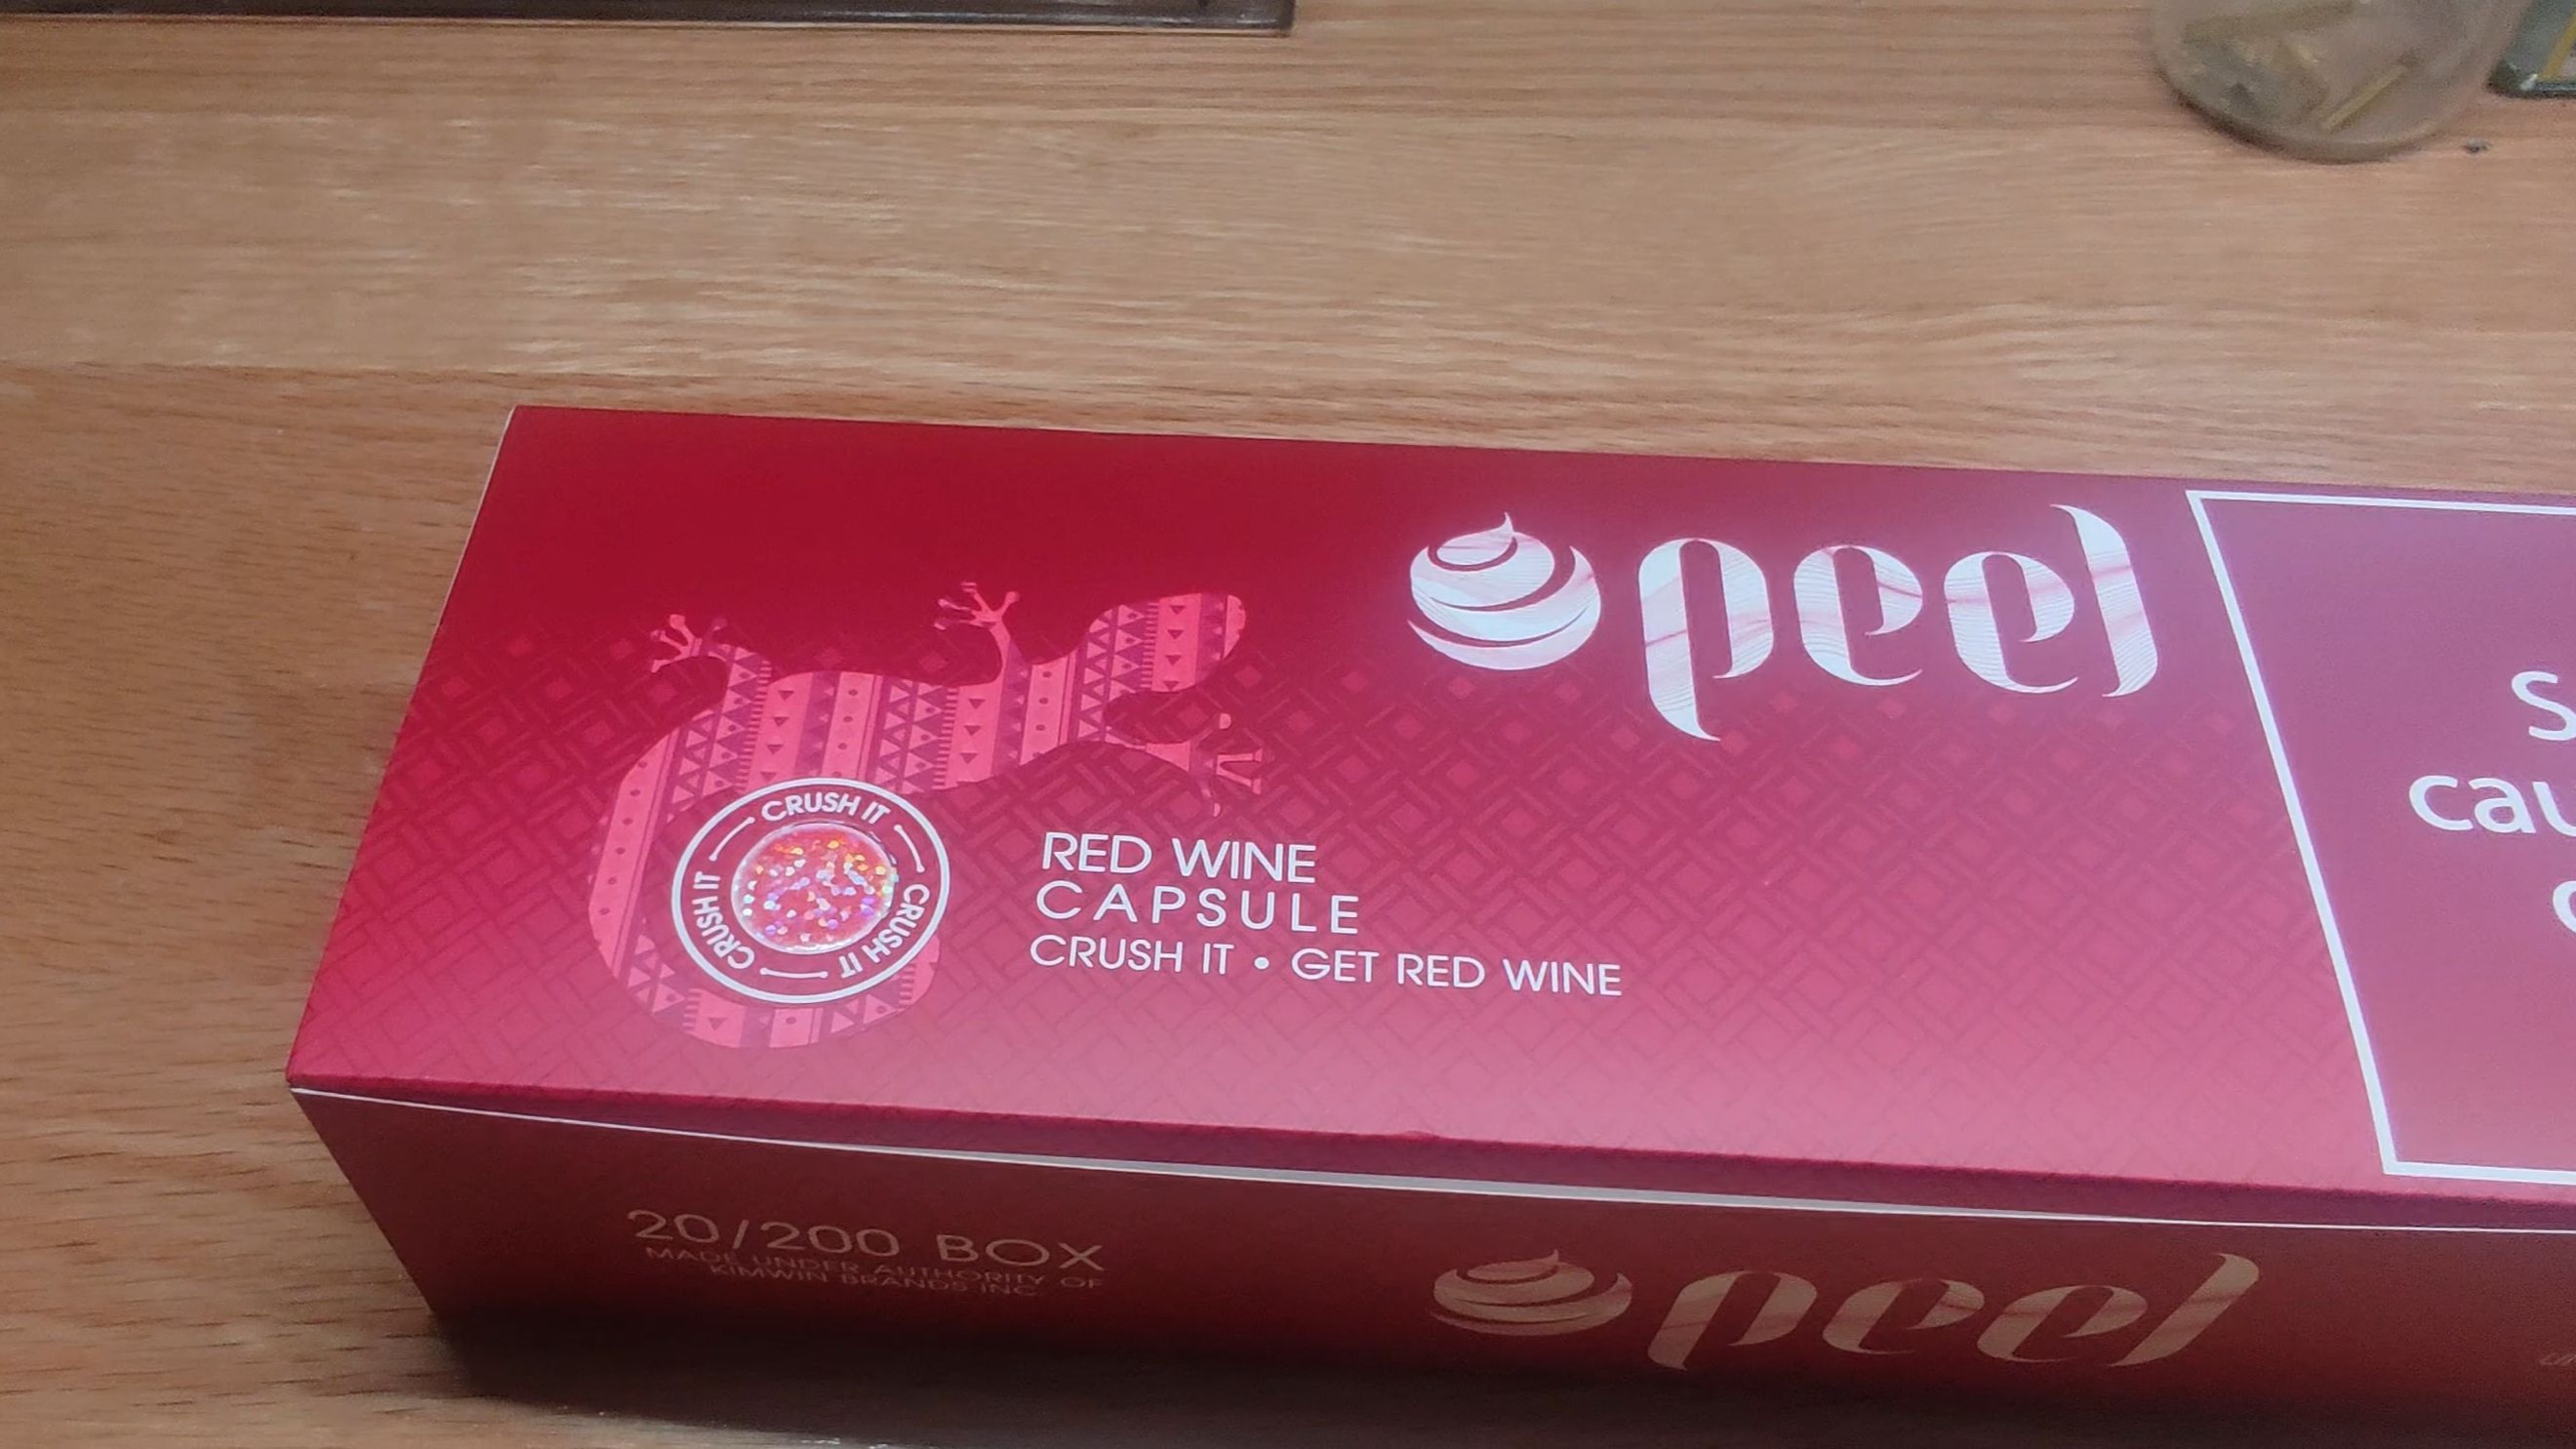 peel
S
cau
CRUSH IT CRUSH IT CRUSH IT
RED WINE
CAPSULE
CRUSH IT • GET RED WINE
20/200 BOX
MADE UNDER AUTHORITY OF
KIMWIN BRANDS INC.
peel